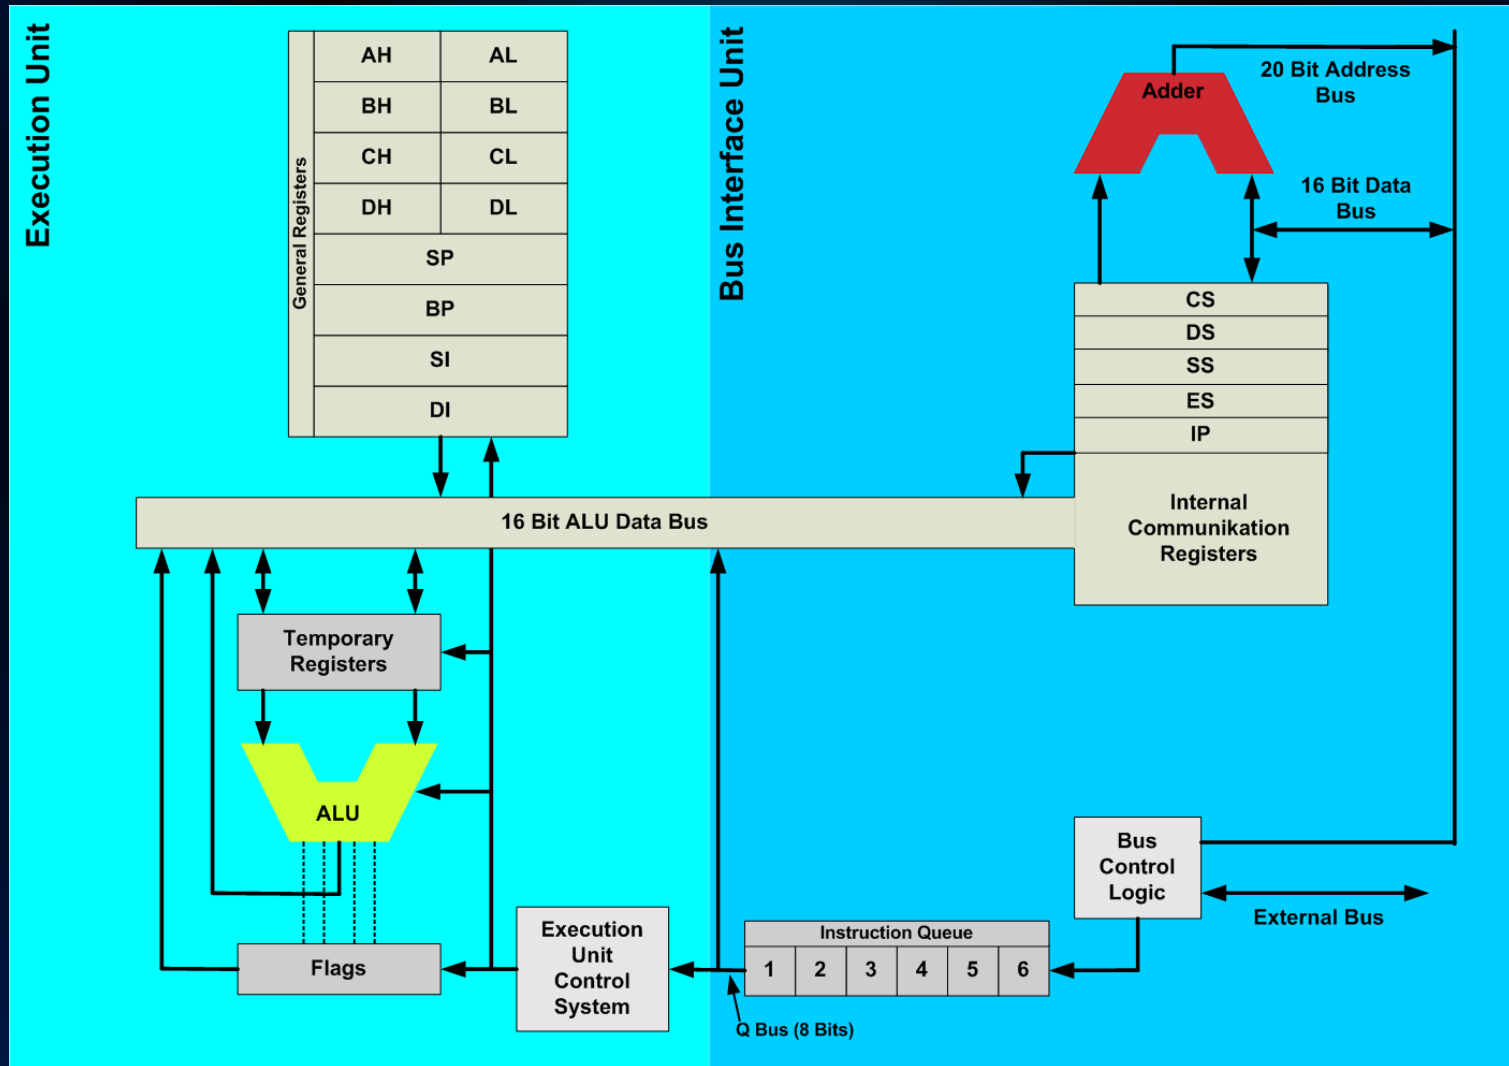 Execution Unit
General Registers
AH
AL
BH
BL
CH
CL
DH
DL
SP
BP
SI
DI
Bus Interface Unit
Adder
20 Bit Address
Bus
16 Bit Data
Bus
CS
DS
SS
ES
IP
Internal
Communikation
Registers
16 Bit ALU Data Bus
Temporary
Registers
ALU
Flags
Execution
Unit
Control
System
Instruction Queue
1
2
3
4
5
6
Q Bus (8 Bits)
Bus
Control
Logic
External Bus